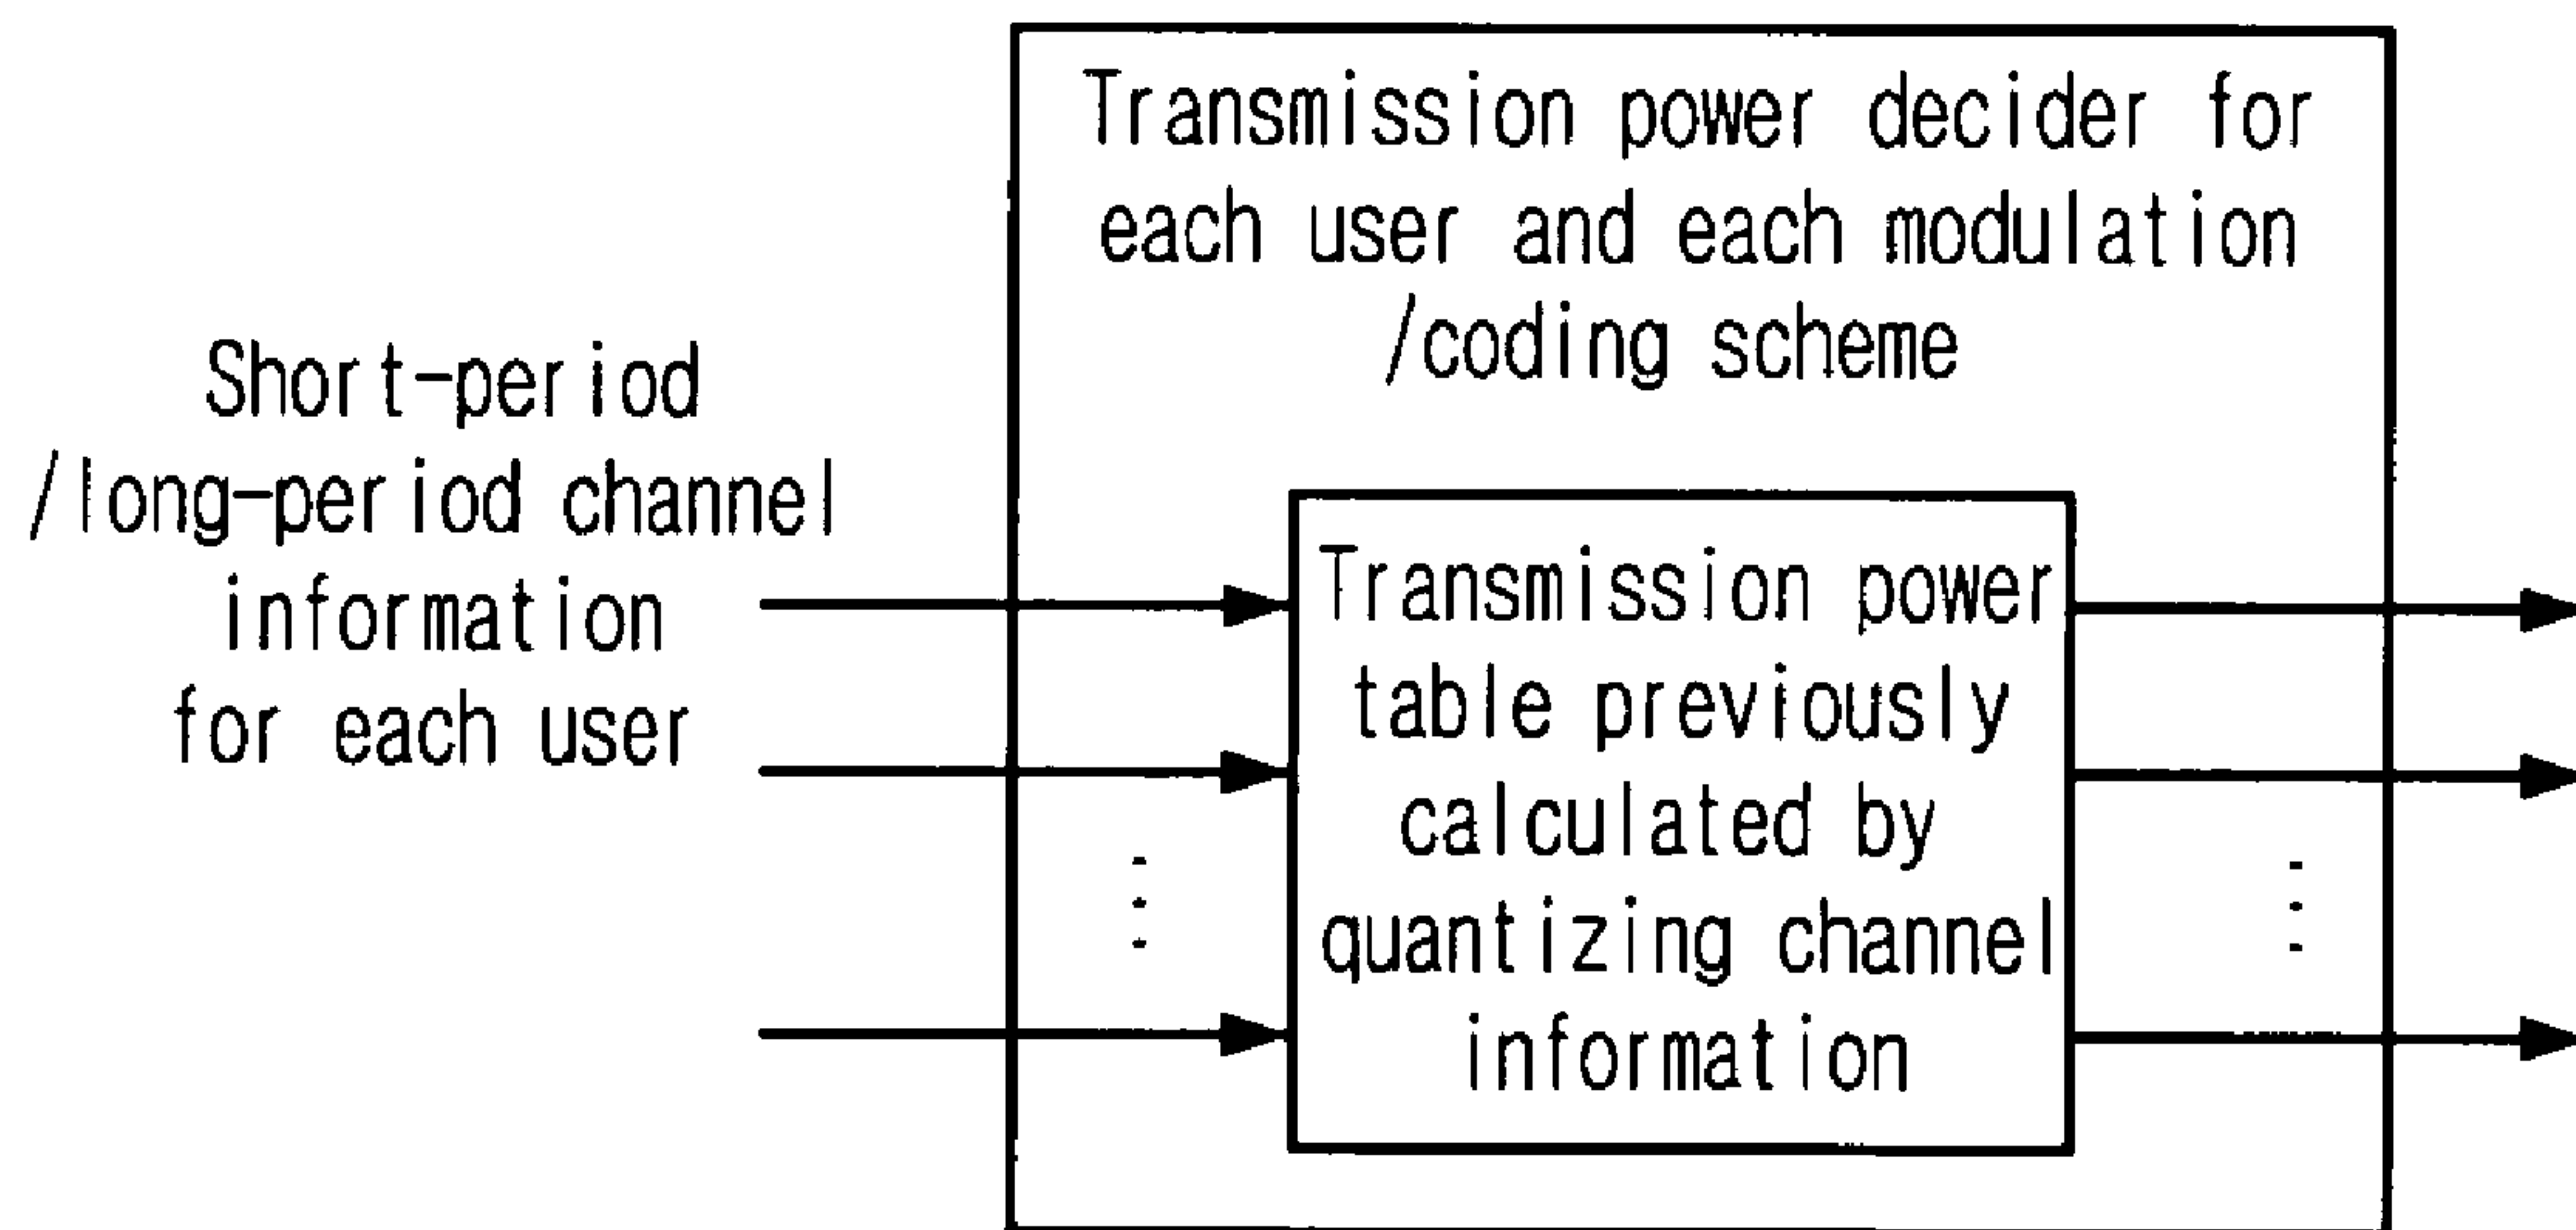 Transmission power decider for
each user and each modulation
/coding scheme
Short-period
/long-period channel
information
for each user
Transmission power
table previously
calculated by
quantizing channel
information